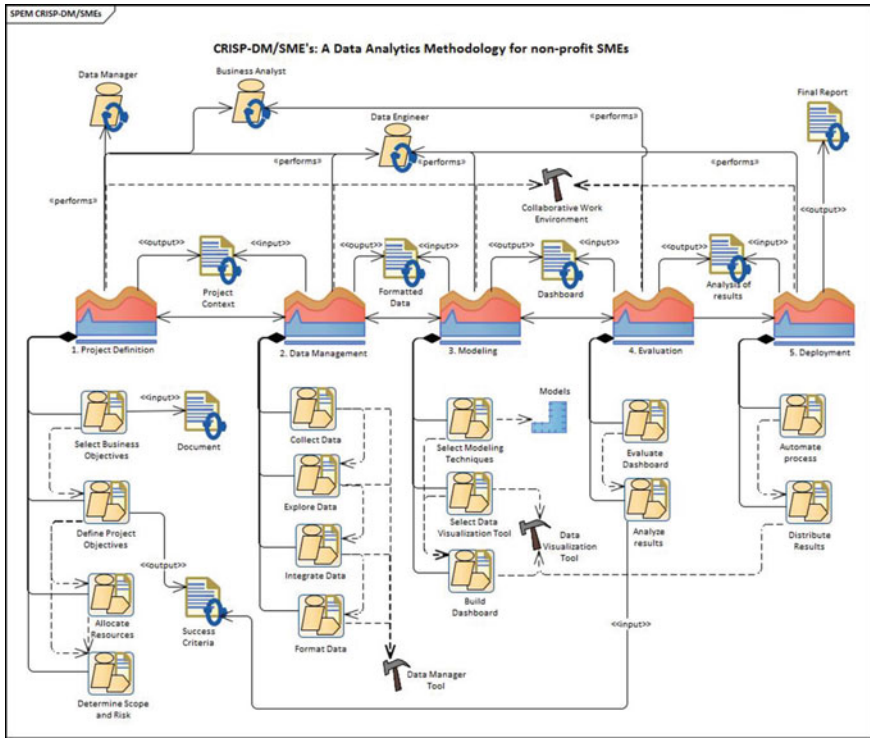 SPEM CRISP-DM/SMEs
CRISP-DM/SME's: A Data Analytics Methodology for non-profit SMEs
Data Manager
Business Analyst
Data Engineer
Final Report
<performs>
<performs>
<performs>
<performs>
<performs>
Collaborative Work
Environment
<<output>>
<<output>>
<<input>>
<<ouput>>
<<input>>
<<output>>
<<input>>
<<output>>
<<input>>
Project
Context
Formatted
Data
Dashboard
Analysis of
results
1. Project Definition
2. Data Management
3. Modeling
4. Evaluation
5. Deployment
<<input>>
Select Business
Objectives
Document
Collect Data
Select Modeling
Techniques
Models
Evaluate
Dashboard
Automate
process
Define Project
Objectives
Explore Data
Select Data
Visualization Tool
Data
Visualization
Tool
Analyze
results
Distribute
Results
<<output>>
Integrate Data
Allocate
Resources
Success
Criteria
Build
Dashboard
<<input>>
Format Data
Data Manager
Tool
Determine Scope
and Risk